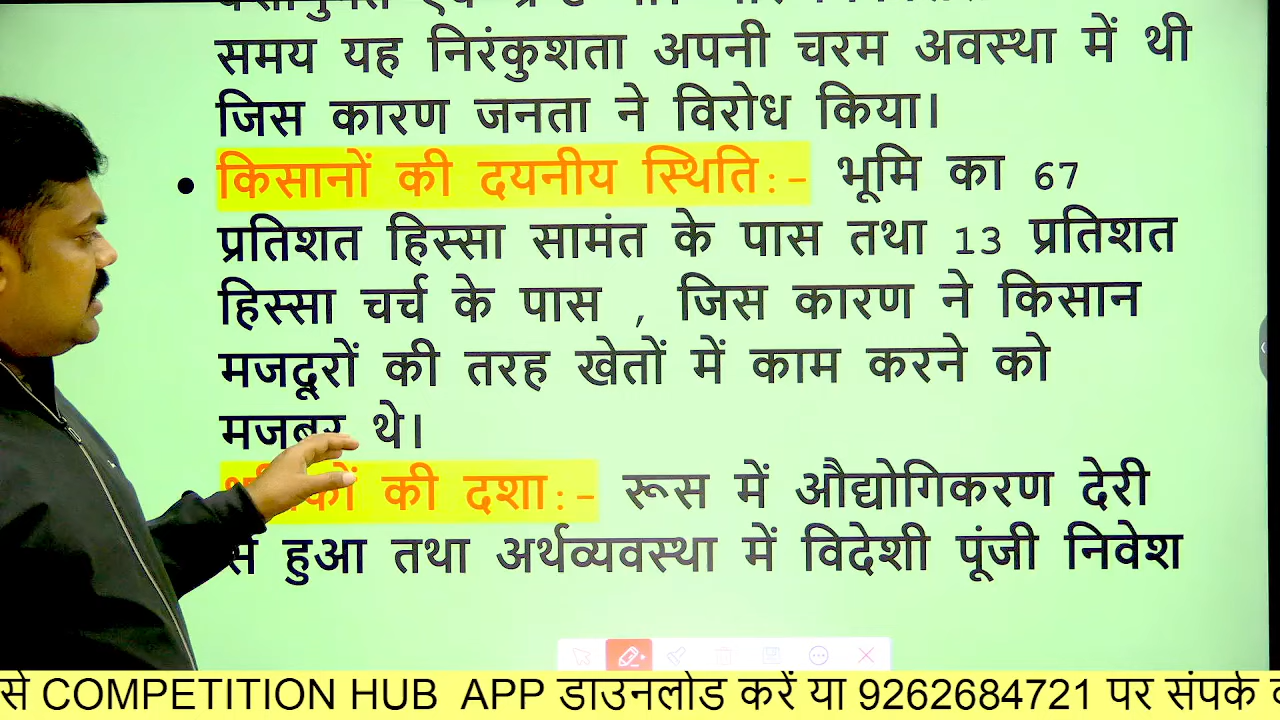 समय यह निरंकुशता अपनी चरम अवस्था में थी
जिस कारण जनता ने विरोध किया।
• किसानों की दयनीय स्थिति:- भूमि का 67
प्रतिशत हिस्सा सामंत के पास तथा 13 प्रतिशत
हिस्सा चर्च के पास , जिस कारण ने किसान
मजदूरों की तरह खेतों में काम करने को
मजबूर थे।
की दशा:- रूस में औद्योगिकरण देरी
से हुआ तथा अर्थव्यवस्था में विदेशी पूंजी निवेश
से COMPETITION HUB APP डाउनलोड करें या 9262684721 पर संपर्क